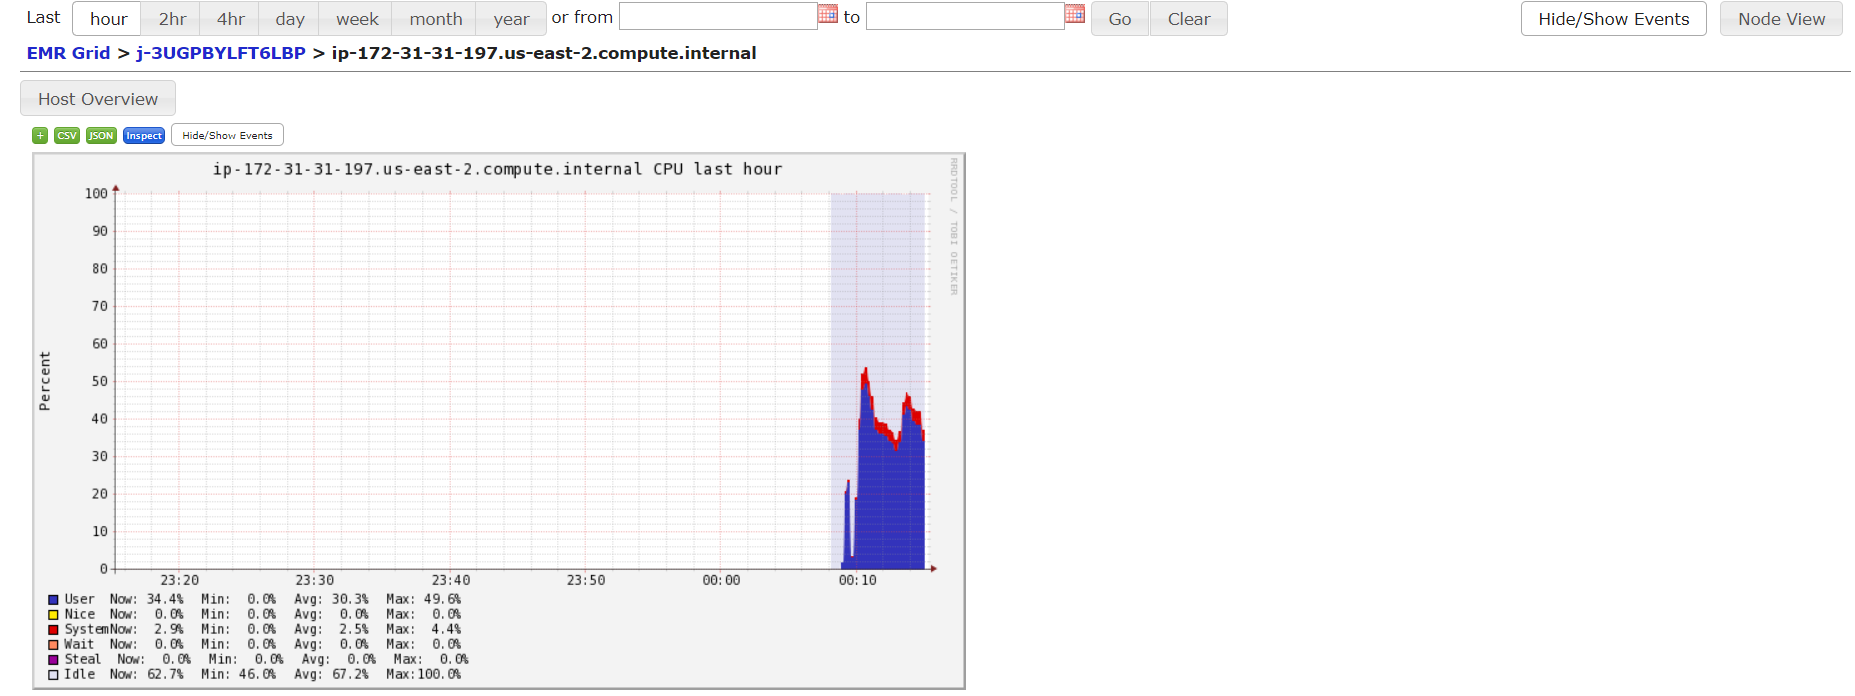 Last hour 2hr 4hr day week month year or from to Go Clear Hide/Show Events Node View
EMR Grid > j-3UGPBYLFT6LBP > ip-172-31-31-197.us-east-2.compute.internal
Host Overview
+ CSV JSON Inspect Hide/Show Events
ip-172-31-31-197.us-east-2.compute.internal CPU last hour
RRDTOOL / TOBI OETIKER
Percent
100
90
80
70
60
50
40
30
20
10
0
23:20 23:30 23:40 23:50 00:00 00:10
User Now: 34.4% Min: 0.0% Avg: 30.3% Max: 49.6%
Nice Now: 0.0% Min: 0.0% Avg: 0.0% Max: 0.0%
System Now: 2.9% Min: 0.0% Avg: 2.5% Max: 4.4%
Wait Now: 0.0% Min: 0.0% Avg: 0.0% Max: 0.0%
Steal Now: 0.0% Min: 0.0% Avg: 0.0% Max: 0.0%
Idle Now: 62.7% Min: 46.0% Avg: 67.2% Max:100.0%